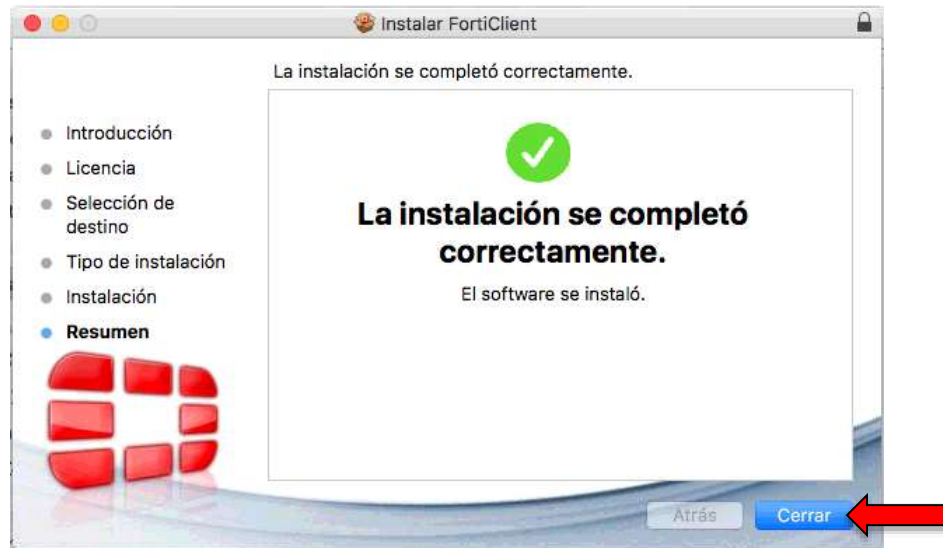 Instalar FortiClient
La instalación se completó correctamente.
Introducción
Licencia
Selección de
destino
Tipo de instalación
Instalación
Resumen
La instalación se completó
correctamente.
El software se instaló.
Atrás
Cerrar